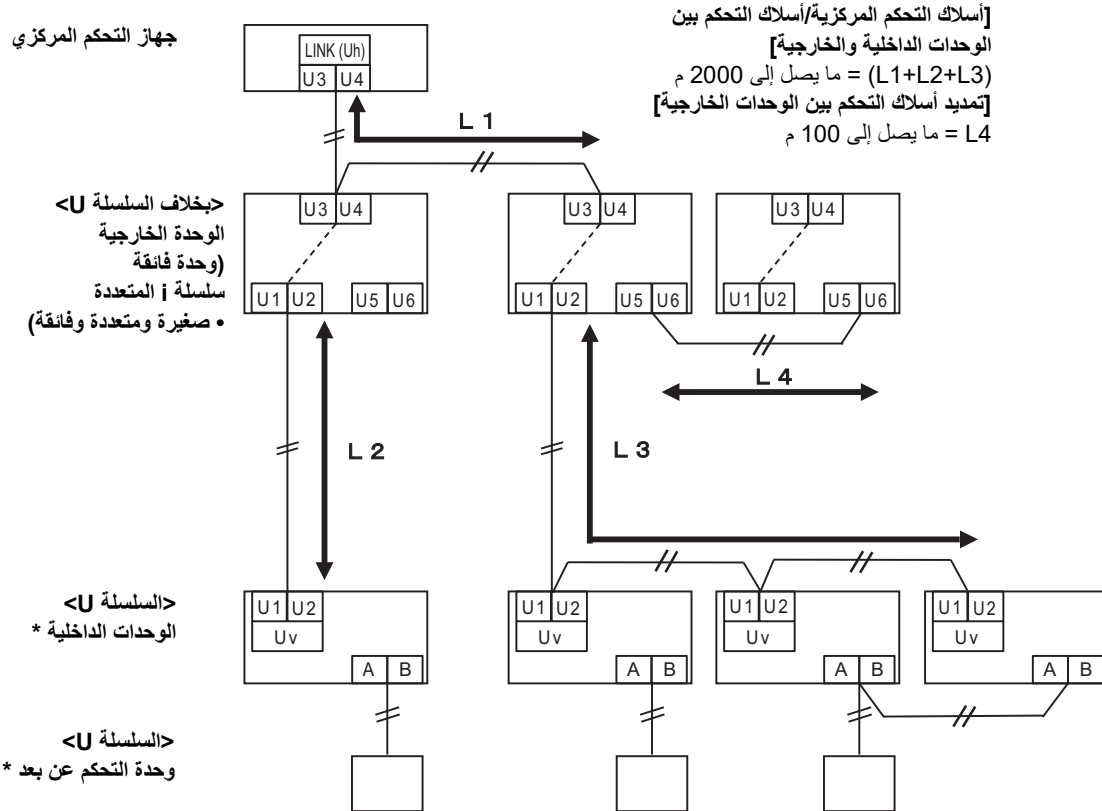 [أسلاك التحكم المركزية/أسلاك التحكم بين
الوحدات الداخلية والخارجية]
(L1+L2+L3) = ما يصل إلى 2000 م
[تمديد أسلاك التحكم بين الوحدات الخارجية]
L4 = ما يصل إلى 100 م
جهاز التحكم المركزي
LINK (Uh)
U3 U4
L 1
<بخلاف السلسلة U>
الوحدة الخارجية
(وحدة فائقة
سلسلة i المتعددة
• صغيرة ومتعددة وفائقة)
U3 U4
U3 U4
U3 U4
U1 U2 U5 U6
U1 U2 U5 U6
U1 U2 U5 U6
L 4
L 2
L 3
<السلسلة U>
الوحدات الداخلية *
U1 U2
U1 U2
U1 U2
U1 U2
Uv
Uv
Uv
Uv
A B
A B
A B
A B
<السلسلة U>
وحدة التحكم عن بعد *